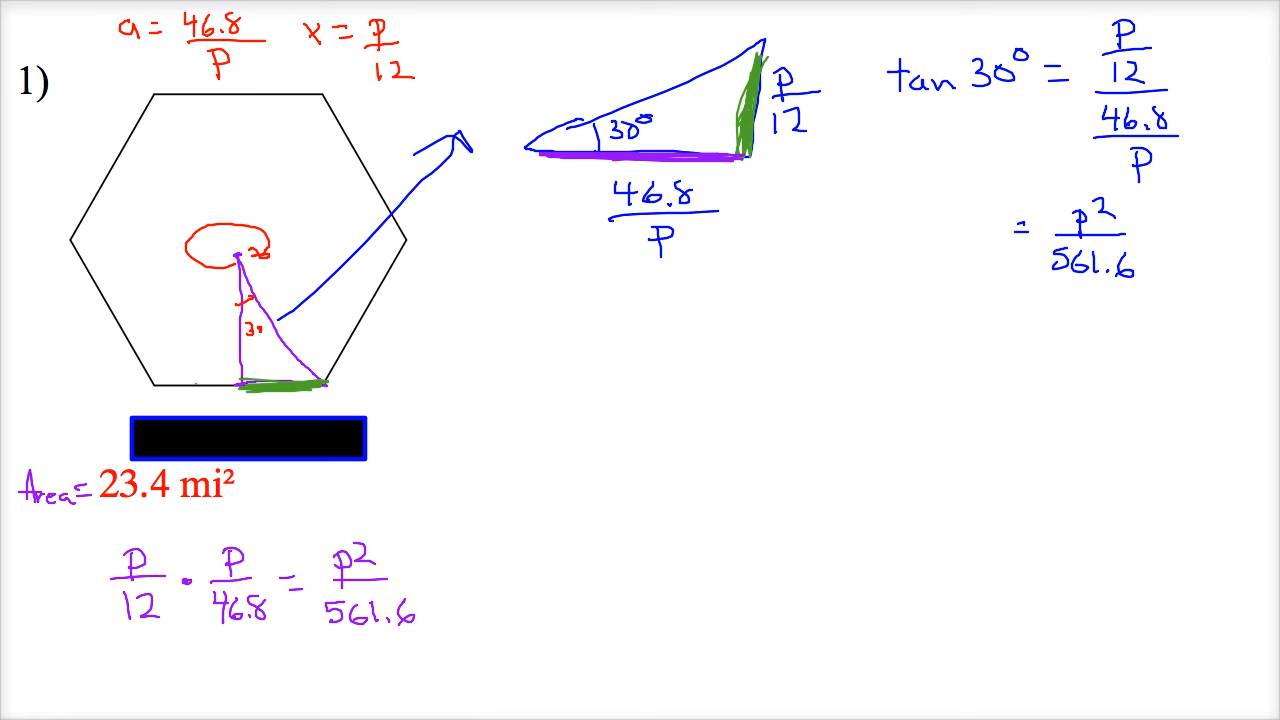 a = 46.8/P x = P/12
1)
30°
P/12
46.8/P
tan 30° = (P/12)/(46.8/P)
= P²/561.6
Area = 23.4 mi²
P/12 · P/46.8 = P²/561.6